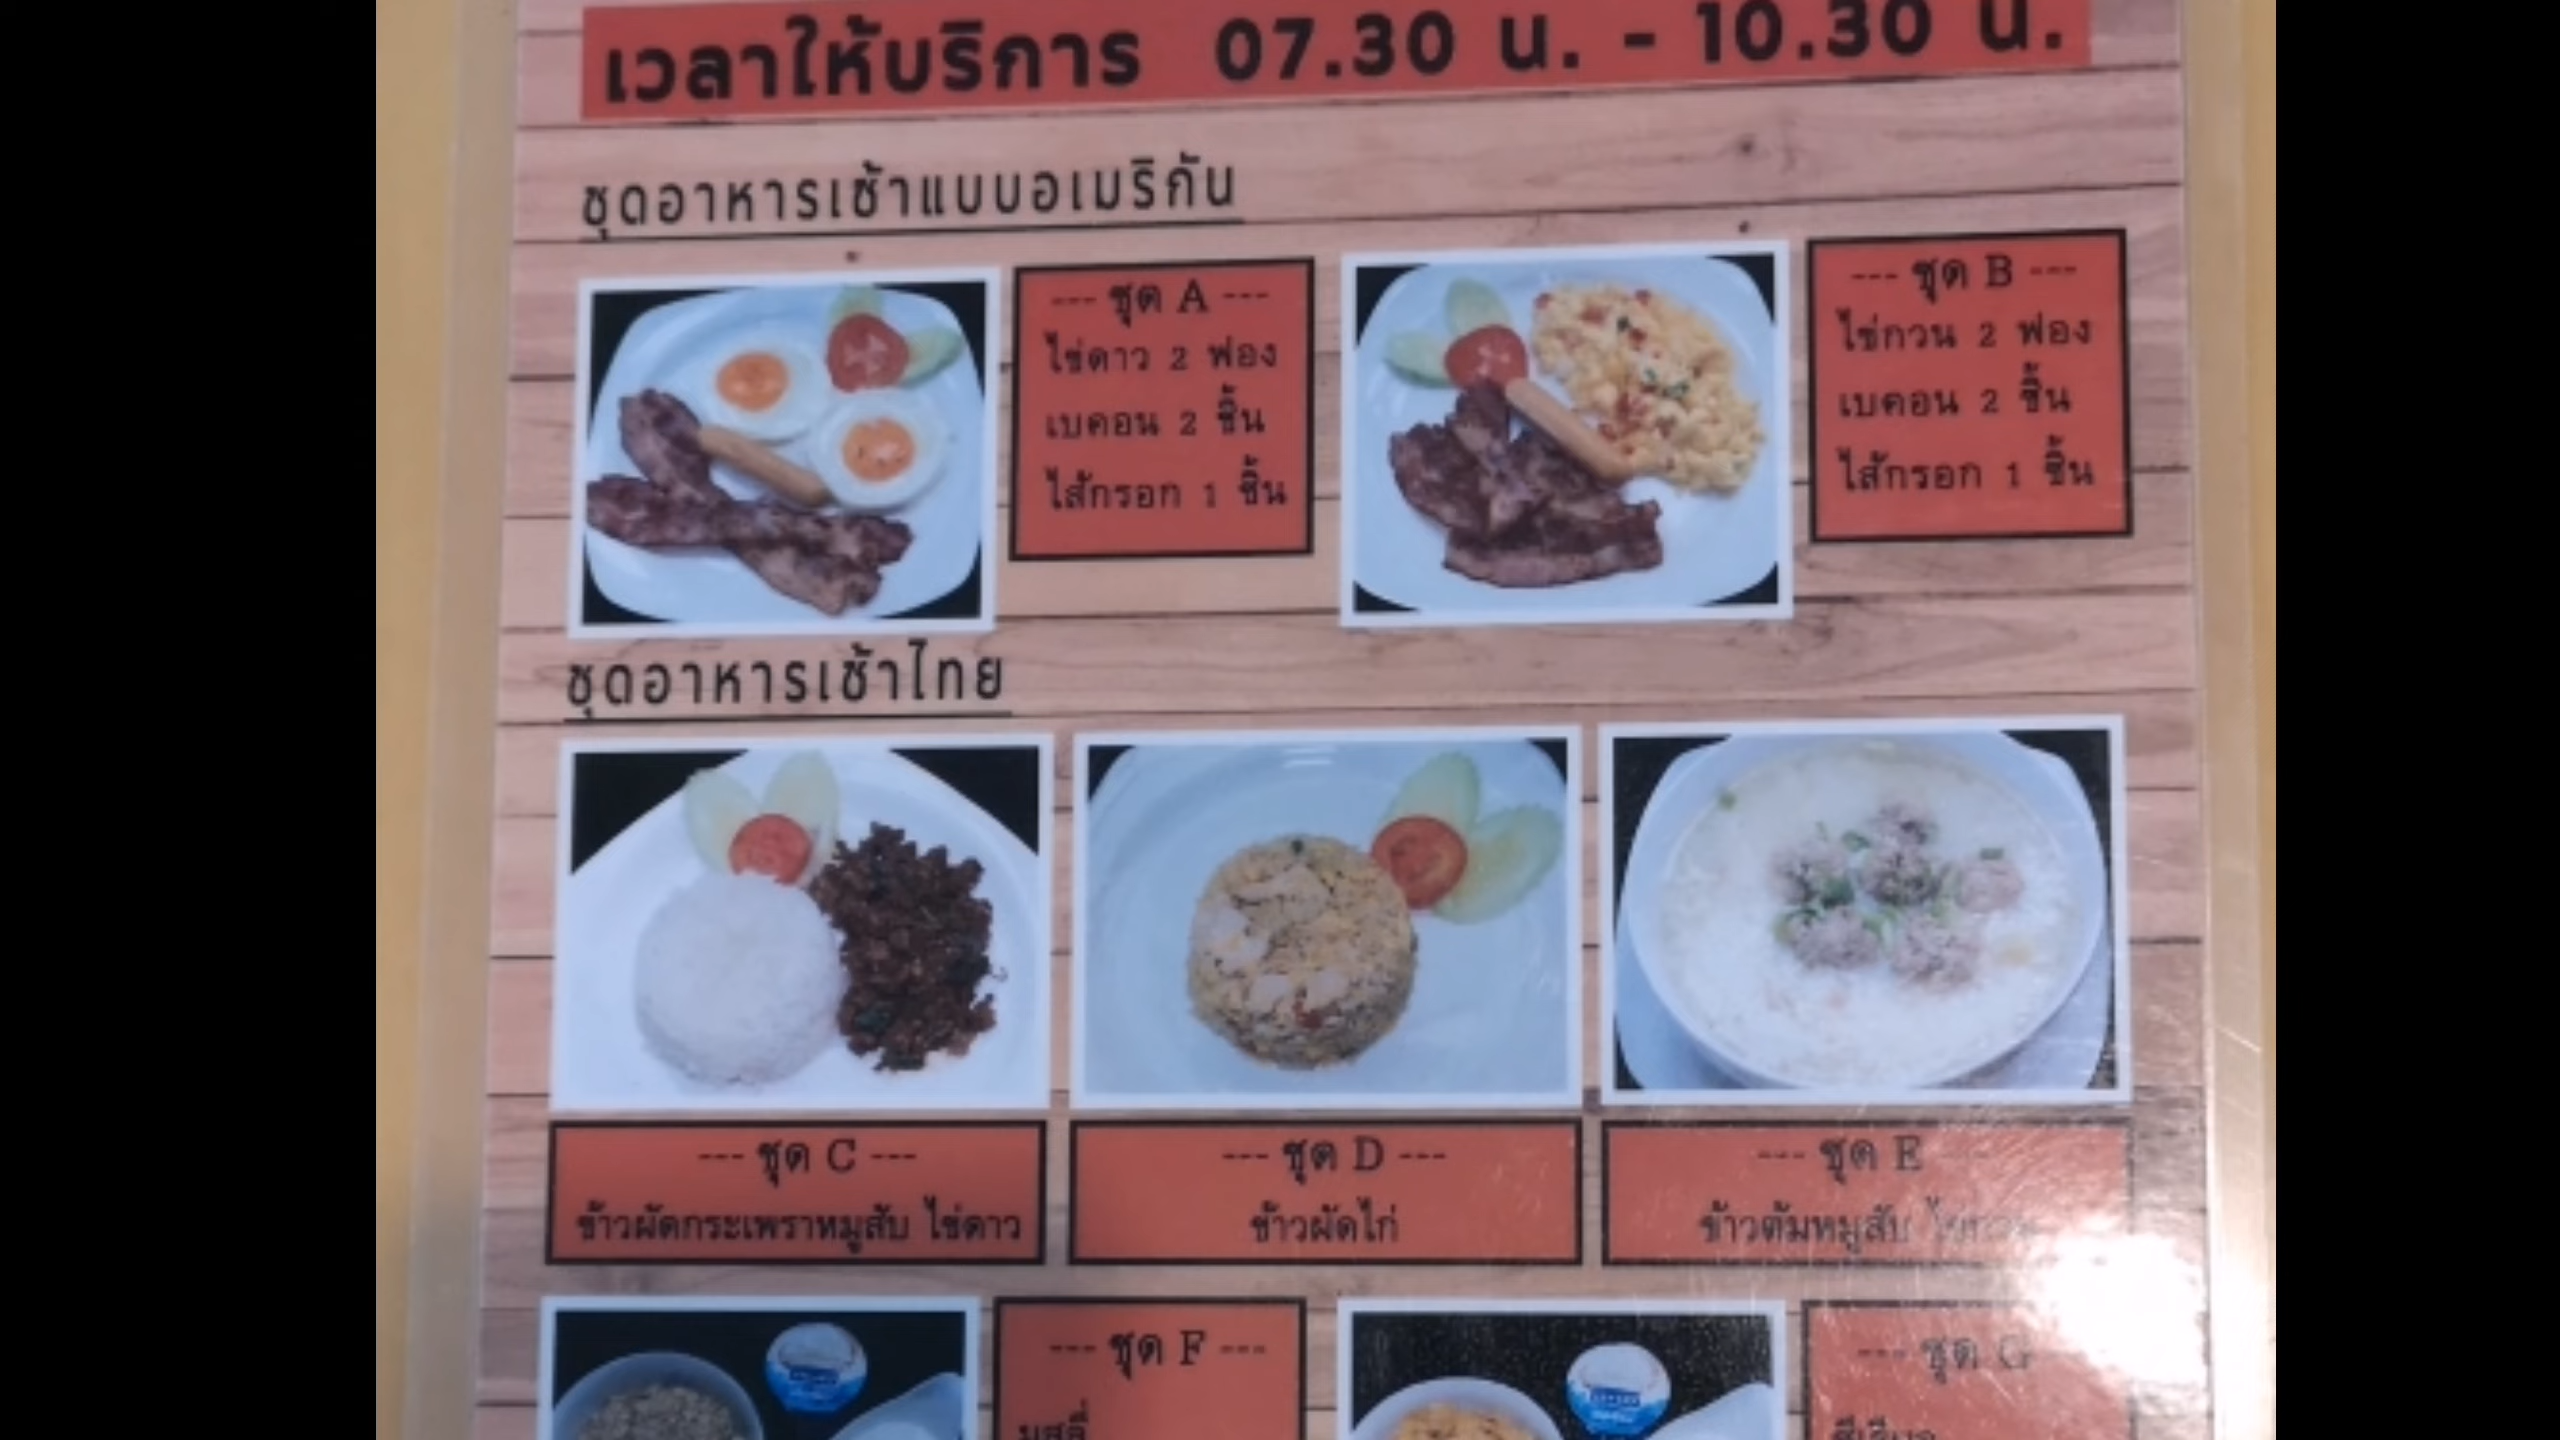 เวลาให้บริการ 07.30 น. - 10.30 น.
ชุดอาหารเช้าแบบอเมริกัน
--- ชุด A ---
ไข่ดาว 2 ฟอง
เบคอน 2 ชิ้น
ไส้กรอก 1 ชิ้น
--- ชุด B ---
ไข่กวน 2 ฟอง
เบคอน 2 ชิ้น
ไส้กรอก 1 ชิ้น
ชุดอาหารเช้าไทย
--- ชุด C ---
ข้าวผัดกระเพราหมูสับ ไข่ดาว
--- ชุด D ---
ข้าวผัดไก่
--- ชุด E ---
ข้าวต้มหมูสับ
--- ชุด F ---
มูสลี่
--- ชุด G